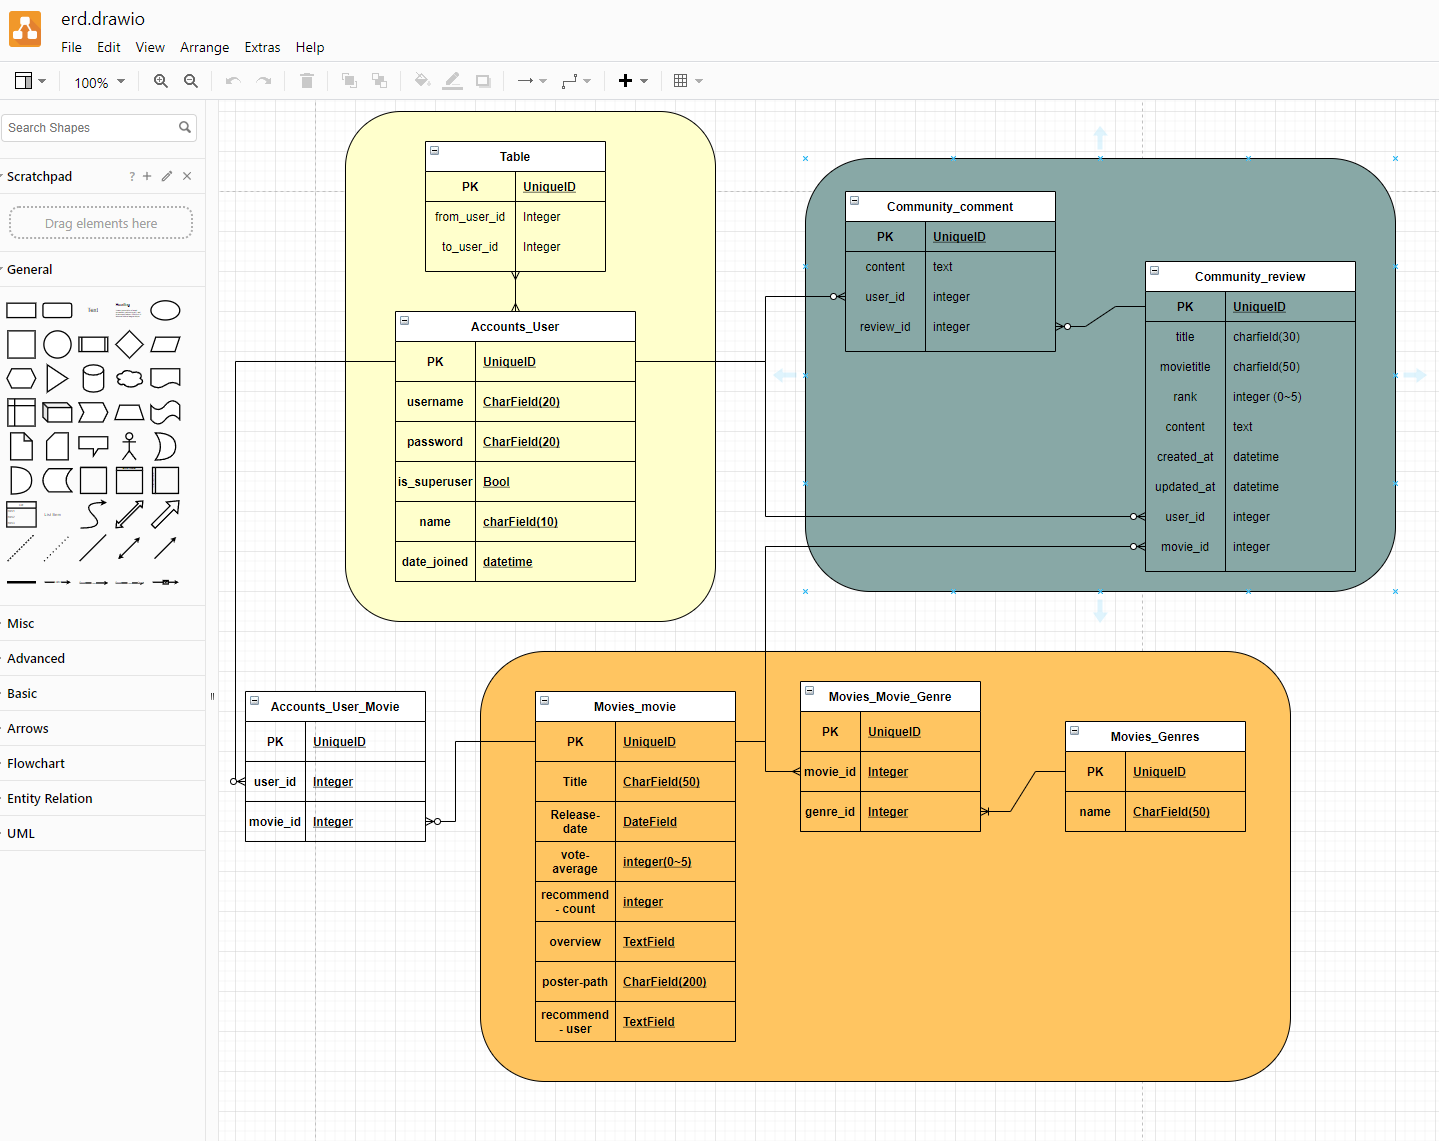 erd.drawio
File Edit View Arrange Extras Help
100%
Search Shapes
Scratchpad
?
Drag elements here
General
Text
Heading
List Item
Misc
Advanced
Basic
Arrows
Flowchart
Entity Relation
UML
Table
PK UniqueID
from_user_id Integer
to_user_id Integer
Accounts_User
PK UniqueID
username CharField(20)
password CharField(20)
is_superuser Bool
name charField(10)
date_joined datetime
Community_comment
PK UniqueID
content text
user_id integer
review_id integer
Community_review
PK UniqueID
title charfield(30)
movietitle charfield(50)
rank integer (0~5)
content text
created_at datetime
updated_at datetime
user_id integer
movie_id integer
Accounts_User_Movie
PK UniqueID
user_id Integer
movie_id Integer
Movies_movie
PK UniqueID
Title CharField(50)
Release-
date DateField
vote-
average integer(0~5)
recommend
- count integer
overview TextField
poster-path CharField(200)
recommend
- user TextField
Movies_Movie_Genre
PK UniqueID
movie_id Integer
genre_id Integer
Movies_Genres
PK UniqueID
name CharField(50)